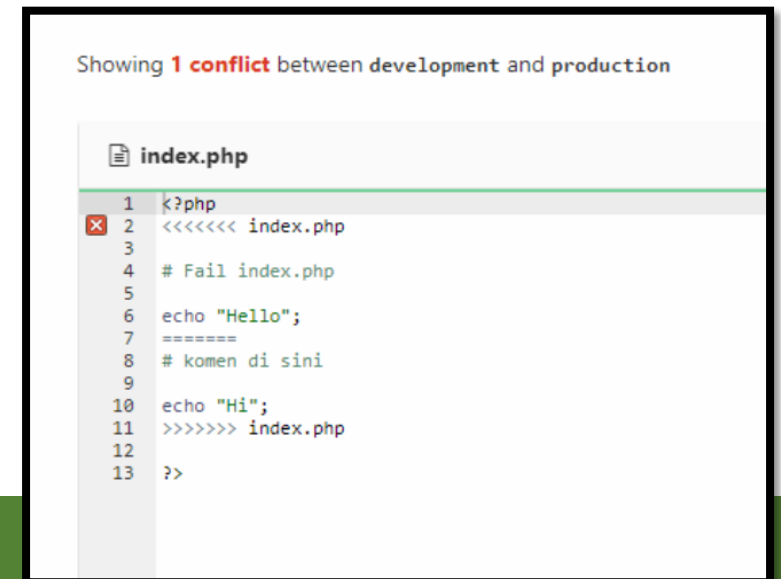 Showing 1 conflict between development and production
index.php
1 <?php
2 <<<<<<< index.php
3
4 # Fail index.php
5
6 echo "Hello";
7 =======
8 # komen di sini
9
10 echo "Hi";
11 >>>>>>> index.php
12
13 ?>